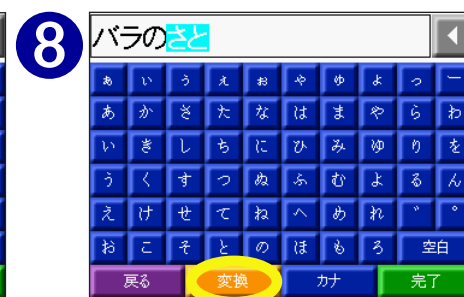 8
バラのさと ◀
ぁ ぃ ぅ ぇ ぉ ゃ ゅ ょ っ ー
あ か さ た な は ま や ら わ
い き し ち に ひ み ゆ り を
う く す つ ぬ ふ む よ る ん
え け せ て ね へ め れ ゛ ゜
お こ そ と の ほ も ろ 空白
戻る 変換 カナ 完了